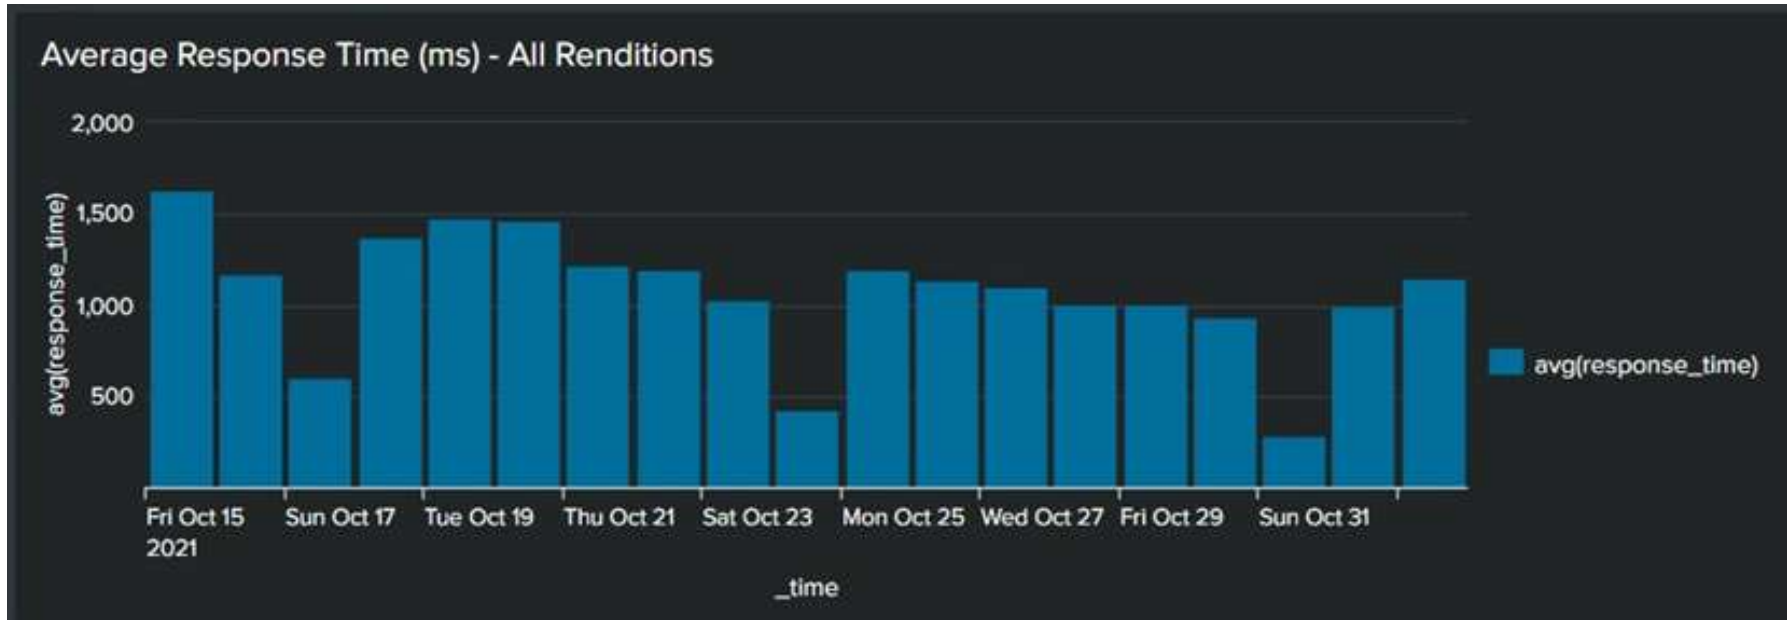 Average Response Time (ms) - All Renditions
2,000
1,500
1,000
500
avg(response_time)
Fri Oct 15 Sun Oct 17 Tue Oct 19 Thu Oct 21 Sat Oct 23 Mon Oct 25 Wed Oct 27 Fri Oct 29 Sun Oct 31
2021
_time
avg(response_time)